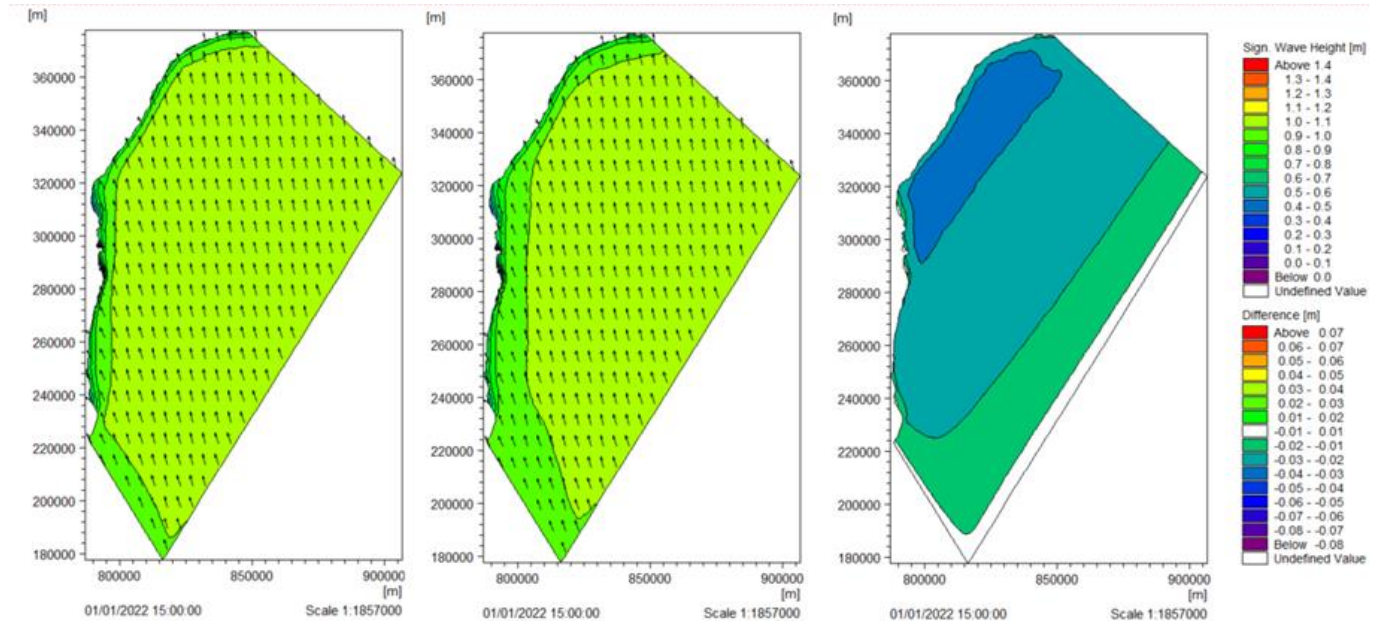 [m]
360000
340000
320000
300000
280000
260000
240000
220000
200000
180000
800000 850000 900000
[m]
01/01/2022 15:00:00 Scale 1:1857000
[m]
360000
340000
320000
300000
280000
260000
240000
220000
200000
180000
800000 850000 900000
[m]
01/01/2022 15:00:00 Scale 1:1857000
[m]
360000
340000
320000
300000
280000
260000
240000
220000
200000
180000
800000 850000 900000
[m]
01/01/2022 15:00:00 Scale 1:1857000
Sign. Wave Height [m]
Above 1.4
1.3 - 1.4
1.2 - 1.3
1.1 - 1.2
1.0 - 1.1
0.9 - 1.0
0.8 - 0.9
0.7 - 0.8
0.6 - 0.7
0.5 - 0.6
0.4 - 0.5
0.3 - 0.4
0.2 - 0.3
0.1 - 0.2
0.0 - 0.1
Below 0.0
Undefined Value
Difference [m]
Above 0.07
0.06 - 0.07
0.05 - 0.06
0.04 - 0.05
0.03 - 0.04
0.02 - 0.03
0.01 - 0.02
-0.01 - 0.01
-0.02 - -0.01
-0.03 - -0.02
-0.04 - -0.03
-0.05 - -0.04
-0.06 - -0.05
-0.07 - -0.06
-0.08 - -0.07
Below -0.08
Undefined Value